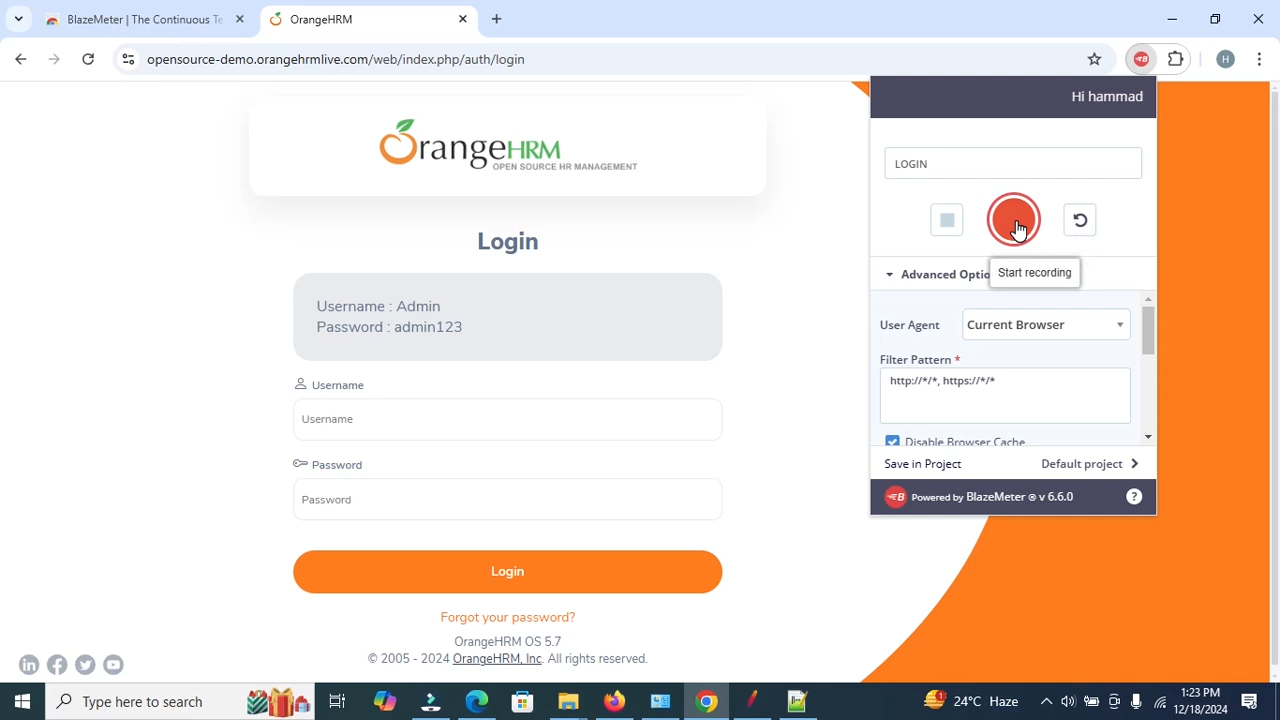 BlazeMeter | The Continuous Te
OrangeHRM
opensource-demo.orangehrmlive.com/web/index.php/auth/login
H
OrangeHRM
OPEN SOURCE HR MANAGEMENT
Login
Username : Admin
Password : admin123
Username
Username
Password
Password
Login
Forgot your password?
OrangeHRM OS 5.7
© 2005 - 2024 OrangeHRM, Inc. All rights reserved.
Hi hammad
LOGIN
Start recording
Advanced Optio
User Agent
Current Browser
Filter Pattern *
http://*/*, https://*/*
Disable Browser Cache
Save in Project
Default project
Powered by BlazeMeter ® v 6.6.0
?
Type here to search
24°C Haze
1:23 PM
12/18/2024